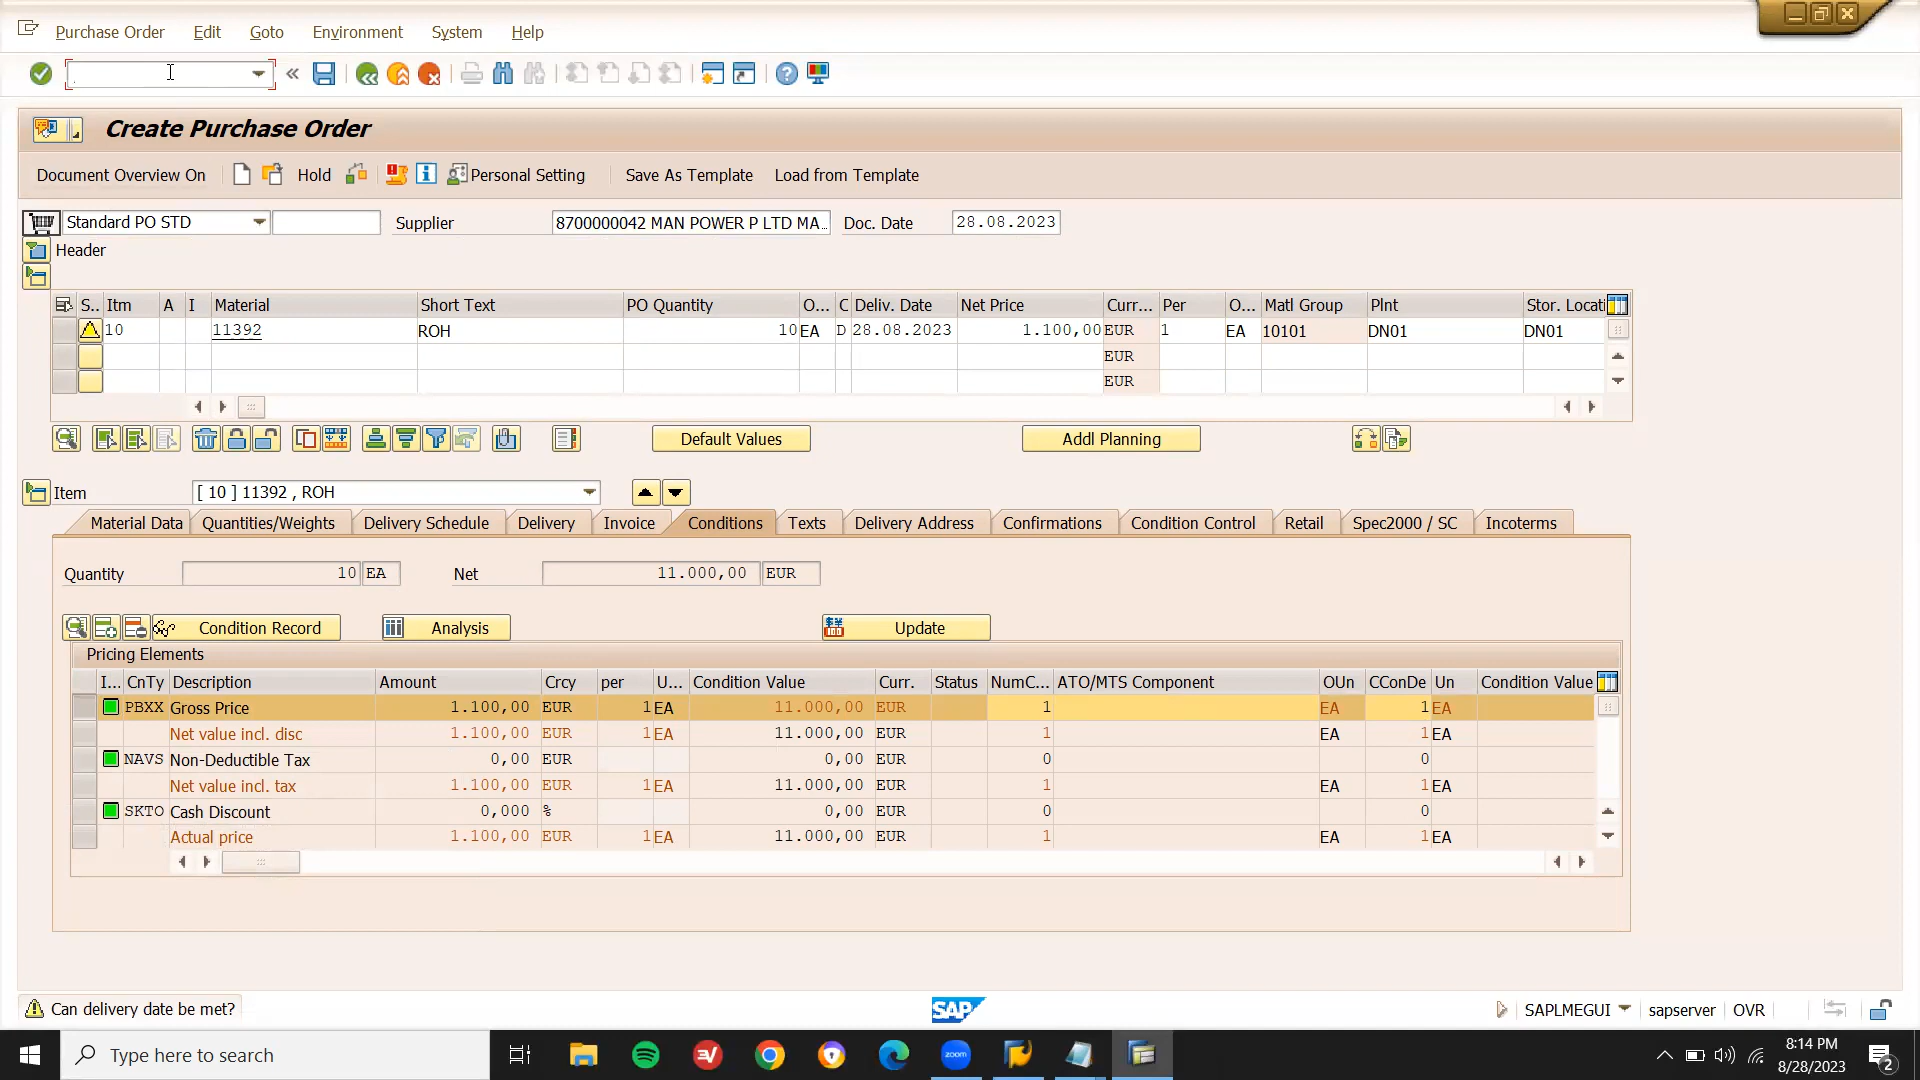 Purchase Order Edit Goto Environment System Help
Create Purchase Order
Document Overview On Hold Personal Setting Save As Template Load from Template
Standard PO STD Supplier 8700000042 MAN POWER P LTD MA... Doc. Date 28.08.2023
Header
S.. Itm A I Material Short Text PO Quantity O... C Deliv. Date Net Price Curr... Per O... Matl Group Plnt Stor. Locati
10 11392 ROH 10 EA D 28.08.2023 1.100,00 EUR 1 EA 10101 DN01 DN01
EUR
EUR
Default Values Addl Planning
Item [ 10 ] 11392 , ROH
Material Data Quantities/Weights Delivery Schedule Delivery Invoice Conditions Texts Delivery Address Confirmations Condition Control Retail Spec2000 / SC Incoterms
Quantity 10 EA Net 11.000,00 EUR
Condition Record Analysis Update
Pricing Elements
I... CnTy Description Amount Crcy per U... Condition Value Curr. Status NumC... ATO/MTS Component OUn CConDe Un Condition Value
PBXX Gross Price 1.100,00 EUR 1 EA 11.000,00 EUR 1 EA 1 EA
Net value incl. disc 1.100,00 EUR 1 EA 11.000,00 EUR 1 EA 1 EA
NAVS Non-Deductible Tax 0,00 EUR 0,00 EUR 0 0
Net value incl. tax 1.100,00 EUR 1 EA 11.000,00 EUR 1 EA 1 EA
SKTO Cash Discount 0,000 % 0,00 EUR 0 0
Actual price 1.100,00 EUR 1 EA 11.000,00 EUR 1 EA 1 EA
Can delivery date be met? SAP SAPLMEGUI sapserver OVR
Type here to search zoom 8:14 PM
8/28/2023 2